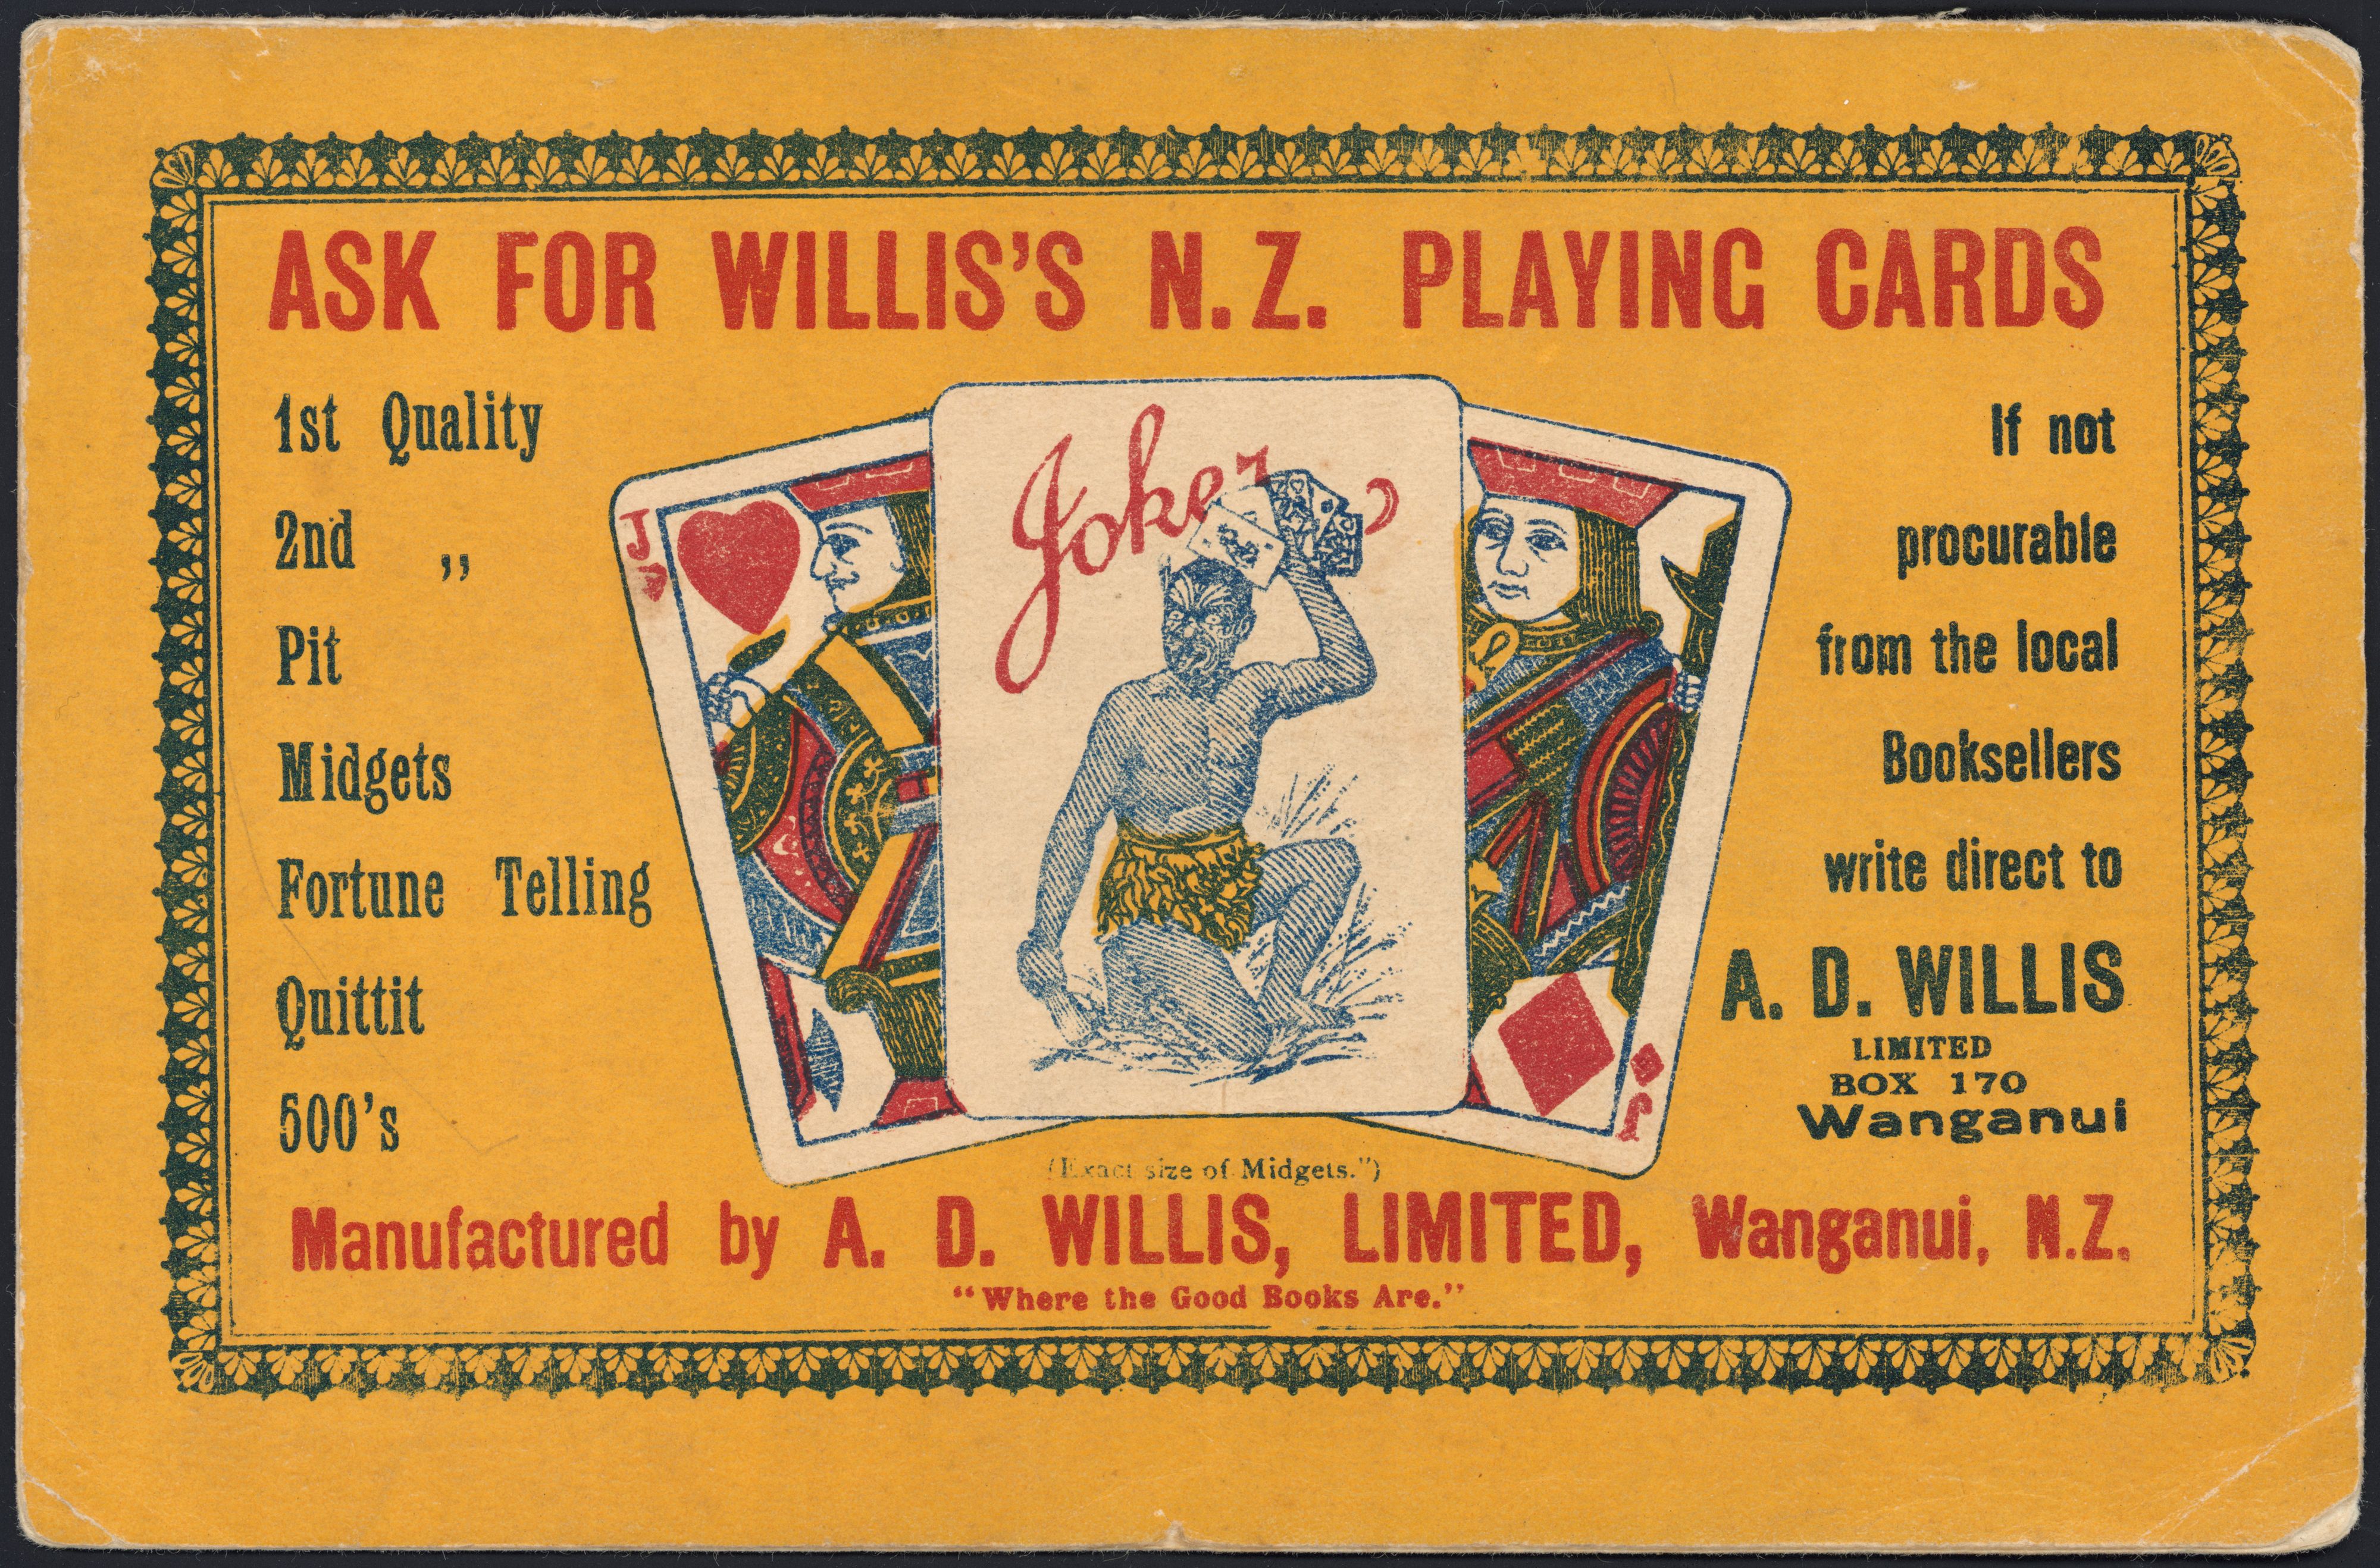 ASK FOR WILLIS'S N.Z. PLAYING CARDS
1st Quality
2nd ,,
Pit
Midgets
Fortune Telling
Quittit
500's
J
Joker
J
If not
procurable
from the local
Booksellers
write direct to
A. D. WILLIS
LIMITED
BOX 170
Wanganui
(Exact size of Midgets.")
Manufactured by A. D. WILLIS, LIMITED, Wanganui, N.Z.
"Where the Good Books Are."